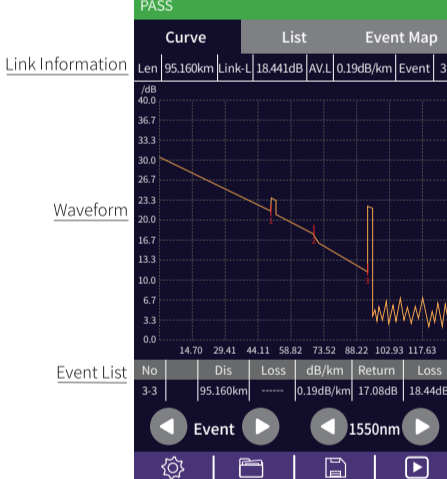 PASS
Curve List Event Map
Link Information
Len 95.160km Link-L 18.441dB AV.L 0.19dB/km Event 3
/dB
40.0
36.7
33.3
30.0
26.7
23.3
Waveform
20.0
16.7
13.3
10.0
6.7
3.3
0.0
1
2
3
14.70 29.41 44.11 58.82 73.52 88.22 102.93 117.63
Event List
No Dis Loss dB/km Return Loss
3-3 95.160km ------ 0.19dB/km 17.08dB 18.44dB
Event 1550nm